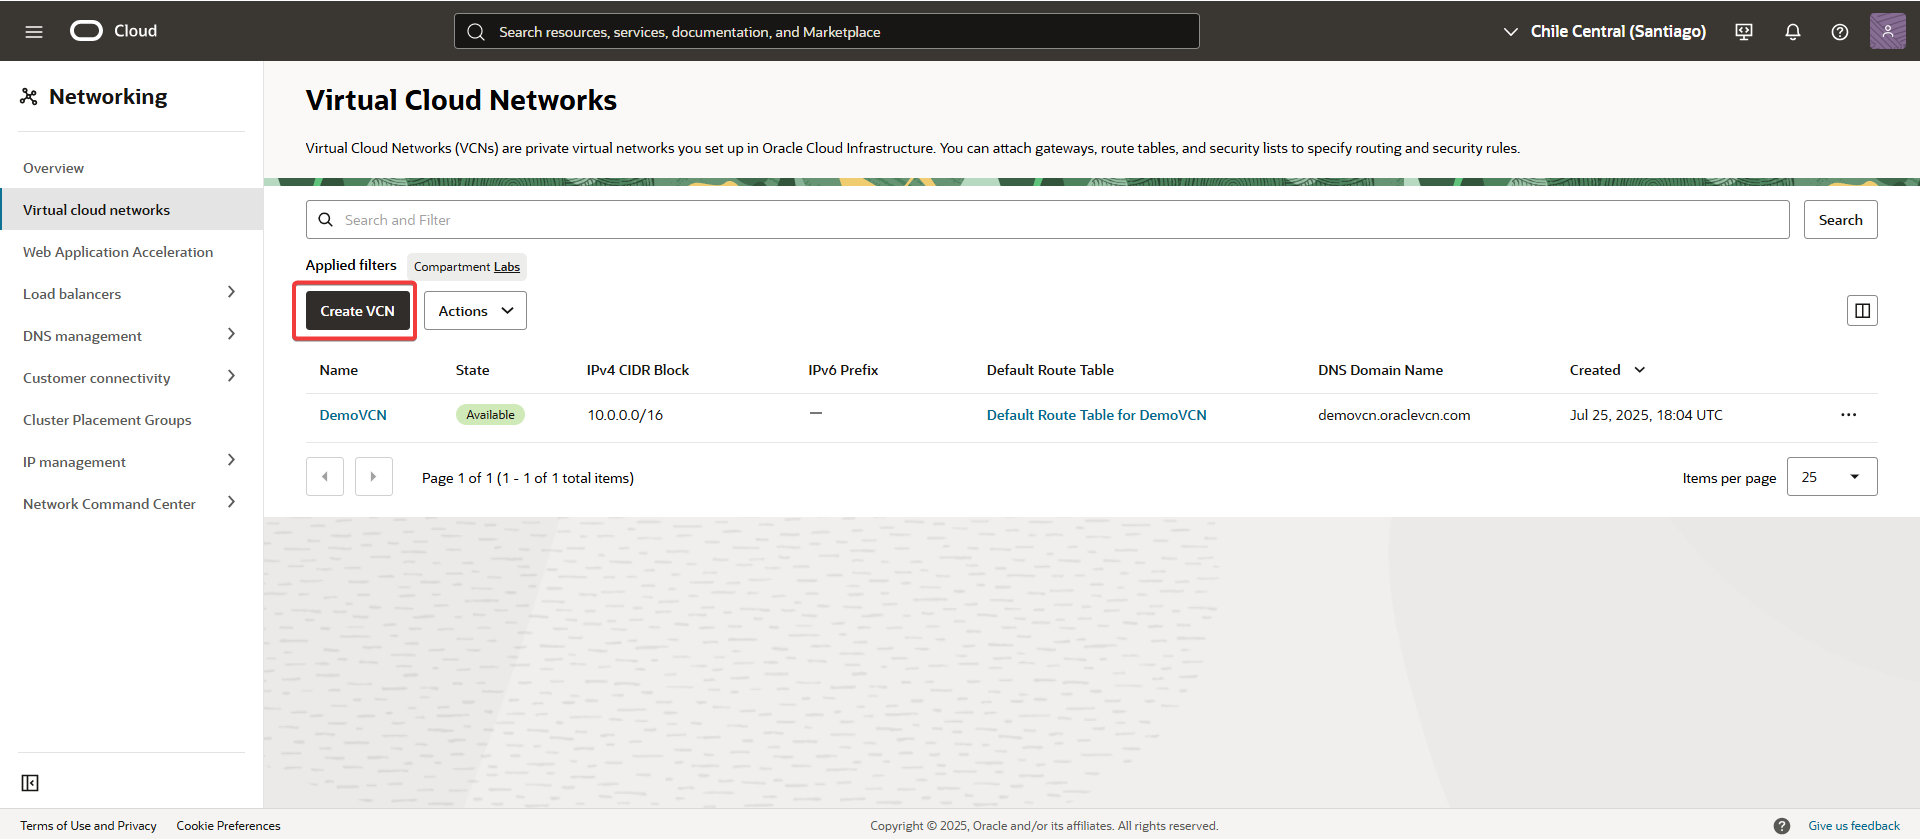 Cloud
Search resources, services, documentation, and Marketplace
Chile Central (Santiago)
Networking
Overview
Virtual cloud networks
Web Application Acceleration
Load balancers
DNS management
Customer connectivity
Cluster Placement Groups
IP management
Network Command Center
Virtual Cloud Networks
Virtual Cloud Networks (VCNs) are private virtual networks you set up in Oracle Cloud Infrastructure. You can attach gateways, route tables, and security lists to specify routing and security rules.
Search and Filter
Search
Applied filters Compartment Labs
Create VCN Actions
Name State IPv4 CIDR Block IPv6 Prefix Default Route Table DNS Domain Name Created
DemoVCN Available 10.0.0.0/16 — Default Route Table for DemoVCN demovcn.oraclevcn.com Jul 25, 2025, 18:04 UTC
Page 1 of 1 (1 - 1 of 1 total items) Items per page 25
Terms of Use and Privacy Cookie Preferences Copyright © 2025, Oracle and/or its affiliates. All rights reserved. Give us feedback